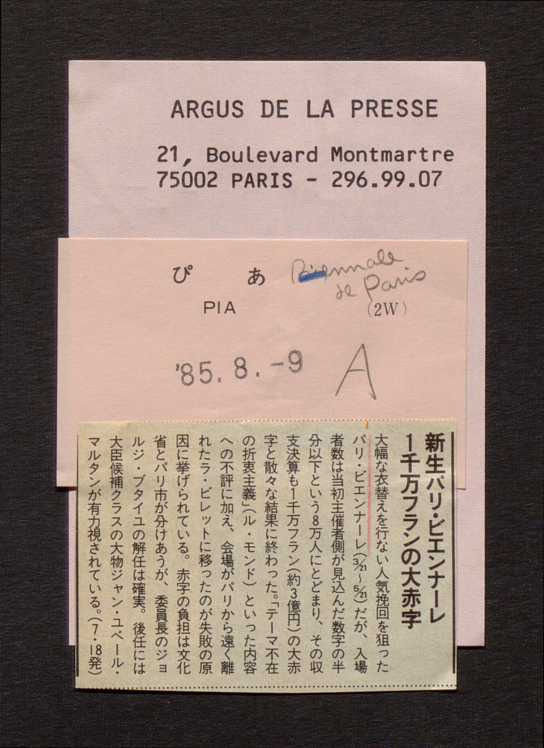 ARGUS DE LA PRESSE
21, Boulevard Montmartre
75002 PARIS - 296.99.07
ぴ あ
PIA
Biennale
de Paris
(2W)
'85.8.-9
A
新生パリ・ビエンナーレ
1千万フランの大赤字
大幅な衣替えを行ない人気挽回を狙った
パリ・ビエンナーレ(3/21〜5/21)だが、入場
者数は当初主催者側が見込んだ数字の半
分以下という8万人にとどまり、その収
支決算も1千万フラン(約3億円)の大赤
字と散々な結果に終わった。「テーマ不在
の折衷主義」(ル・モンド)といった内容
への不評に加え、会場がパリから遠く離
れたラ・ビレットに移ったのが失敗の原
因に挙げられている。赤字の負担は文化
省とパリ市が分けあうが、委員長のジョ
ルジ・ブタイユの解任は確実。後任には
大臣候補クラスの大物ジャン・ユベール・
マルタンが有力視されている。(7・18発)